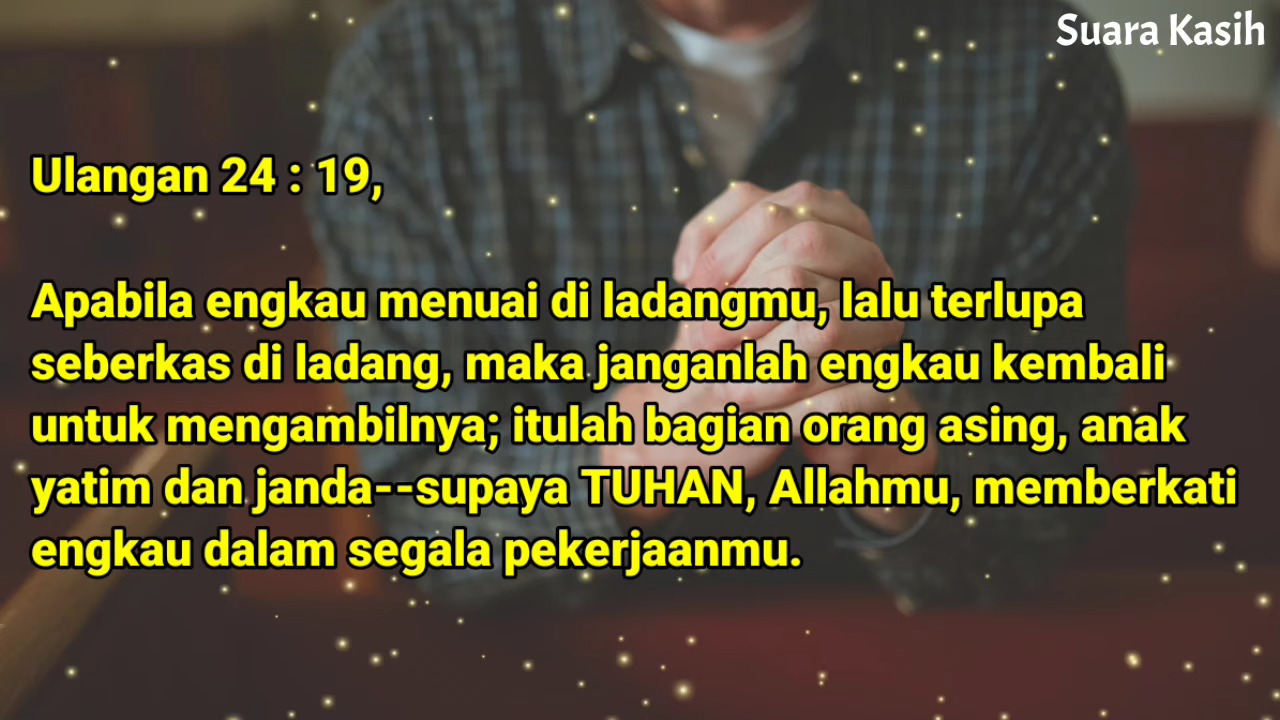 Suara Kasih
Ulangan 24 : 19,
Apabila engkau menuai di ladangmu, lalu terlupa
seberkas di ladang, maka janganlah engkau kembali
untuk mengambilnya; itulah bagian orang asing, anak
yatim dan janda--supaya TUHAN, Allahmu, memberkati
engkau dalam segala pekerjaanmu.